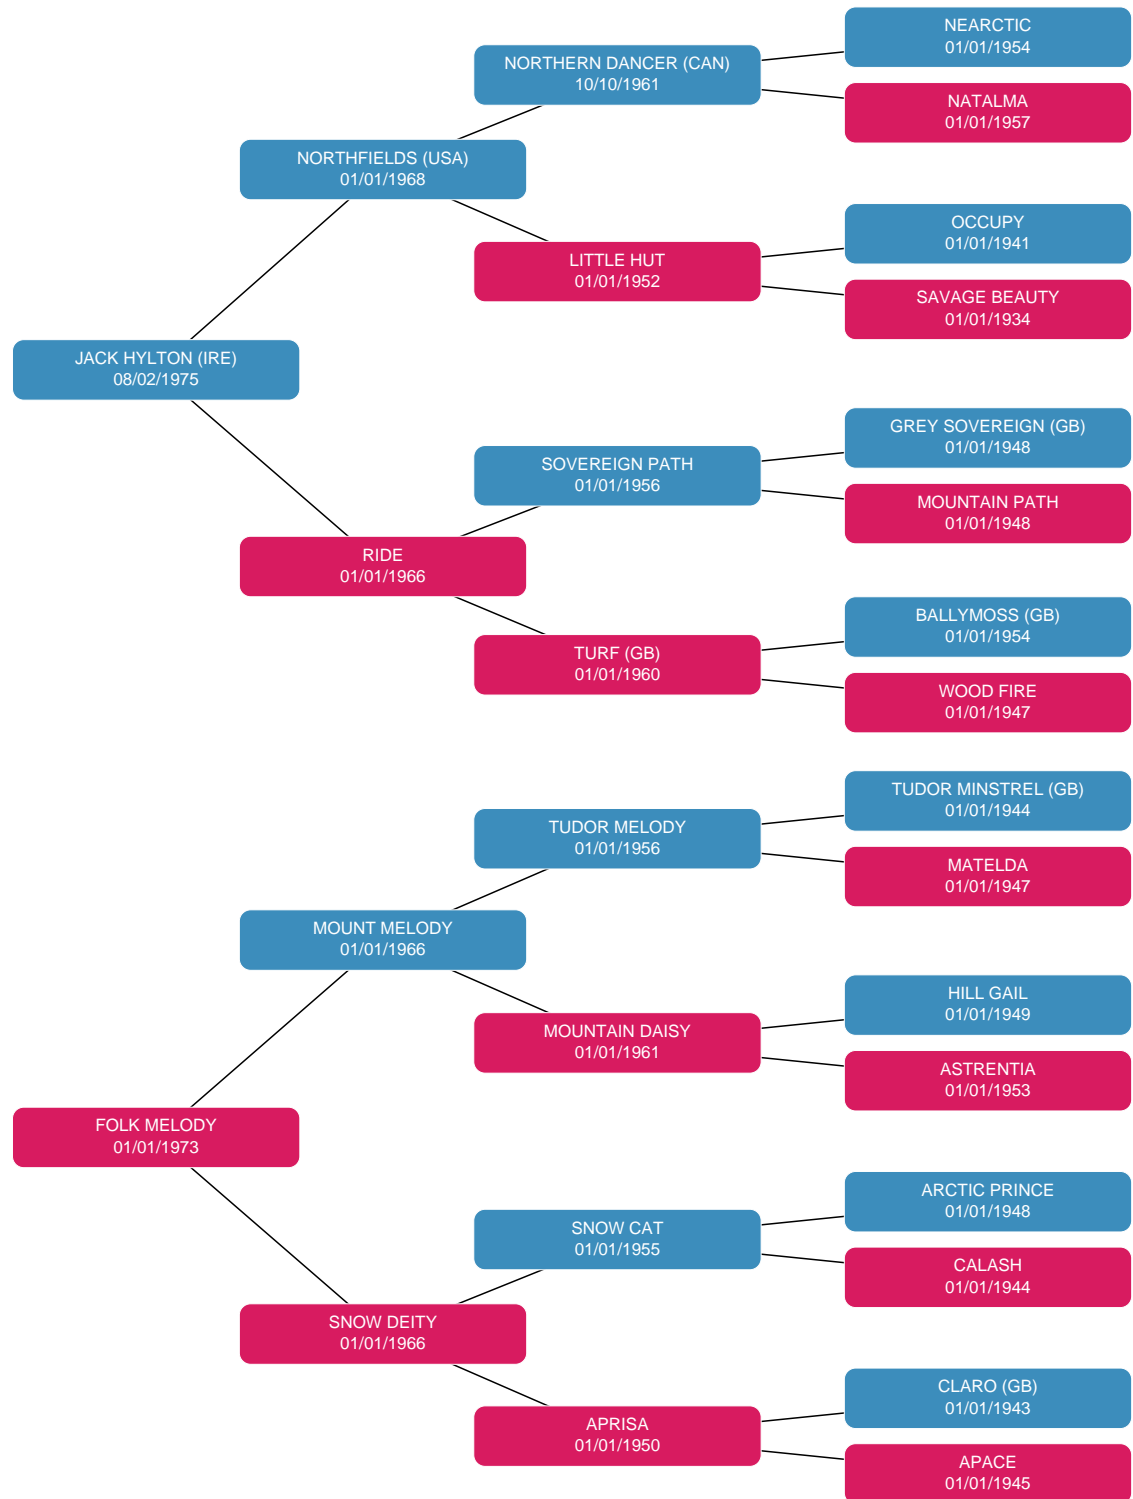 NEARCTIC
01/01/1954
NORTHERN DANCER (CAN)
10/10/1961
NATALMA
01/01/1957
NORTHFIELDS (USA)
01/01/1968
OCCUPY
01/01/1941
LITTLE HUT
01/01/1952
SAVAGE BEAUTY
01/01/1934
JACK HYLTON (IRE)
08/02/1975
GREY SOVEREIGN (GB)
01/01/1948
SOVEREIGN PATH
01/01/1956
MOUNTAIN PATH
01/01/1948
RIDE
01/01/1966
BALLYMOSS (GB)
01/01/1954
TURF (GB)
01/01/1960
WOOD FIRE
01/01/1947
TUDOR MINSTREL (GB)
01/01/1944
TUDOR MELODY
01/01/1956
MATELDA
01/01/1947
MOUNT MELODY
01/01/1966
HILL GAIL
01/01/1949
MOUNTAIN DAISY
01/01/1961
ASTRENTIA
01/01/1953
FOLK MELODY
01/01/1973
ARCTIC PRINCE
01/01/1948
SNOW CAT
01/01/1955
CALASH
01/01/1944
SNOW DEITY
01/01/1966
CLARO (GB)
01/01/1943
APRISA
01/01/1950
APACE
01/01/1945